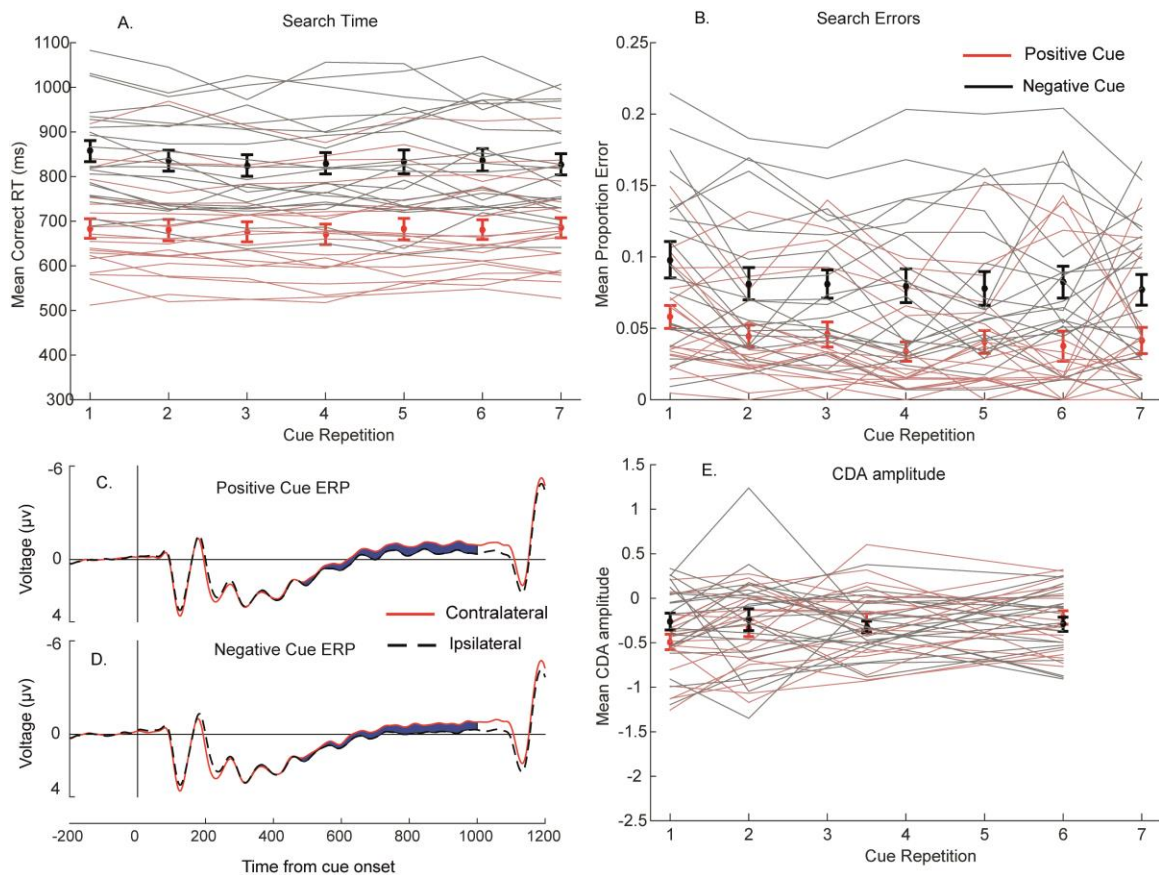 A.
Search Time
1100
1000
900
800
700
600
500
400
300
Mean Correct RT (ms)
1 2 3 4 5 6 7
Cue Repetition
B.
Search Errors
0.25
0.2
0.15
0.1
0.05
0
Mean Proportion Error
Positive Cue
Negative Cue
1 2 3 4 5 6 7
Cue Repetition
C.
Positive Cue ERP
-6
0
4
Voltage (μv)
Contralateral
Ipsilateral
D.
Negative Cue ERP
-6
0
4
Voltage (μv)
-200 0 200 400 600 800 1000 1200
Time from cue onset
E.
CDA amplitude
1.5
1
0.5
0
-0.5
-1
-1.5
-2
-2.5
Mean CDA amplitude
1 2 3 4 5 6 7
Cue Repetition